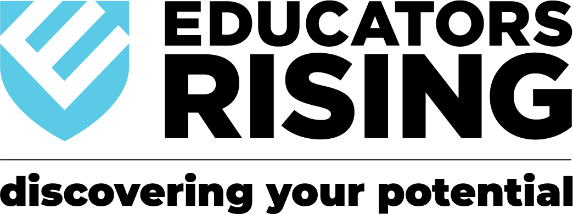 EDUCATORS
RISING
discovering your potential